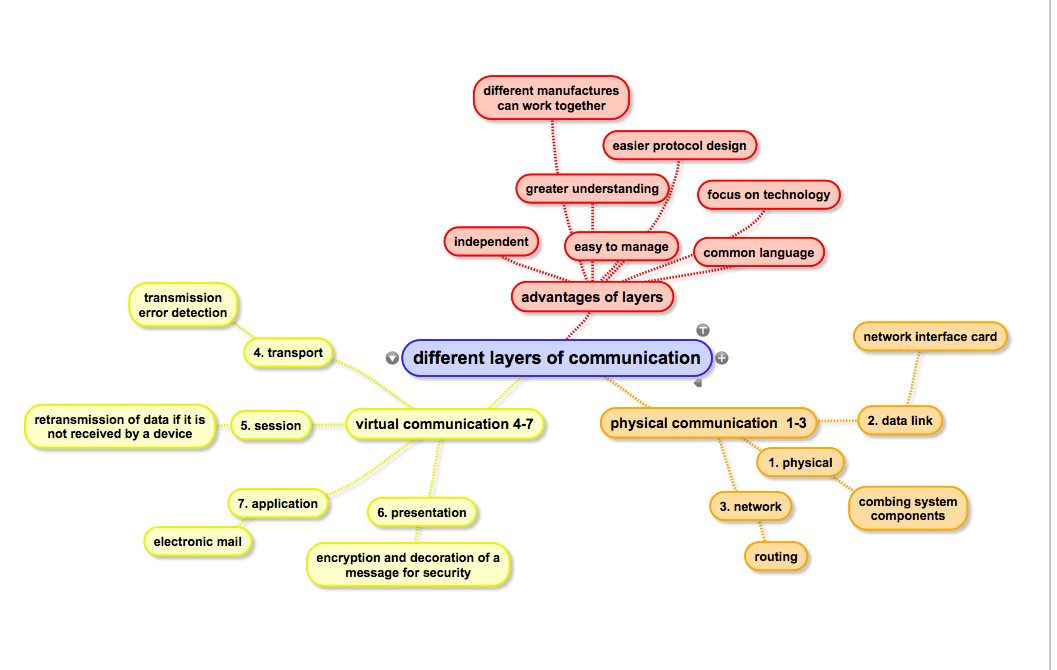 different manufactures
can work together
easier protocol design
greater understanding
focus on technology
independent
easy to manage
common language
advantages of layers
different layers of communication
T
transmission
error detection
4. transport
retransmission of data if it is
not received by a device
5. session
virtual communication 4-7
7. application
electronic mail
6. presentation
encryption and decoration of a
message for security
physical communication 1-3
network interface card
2. data link
1. physical
combing system
components
3. network
routing